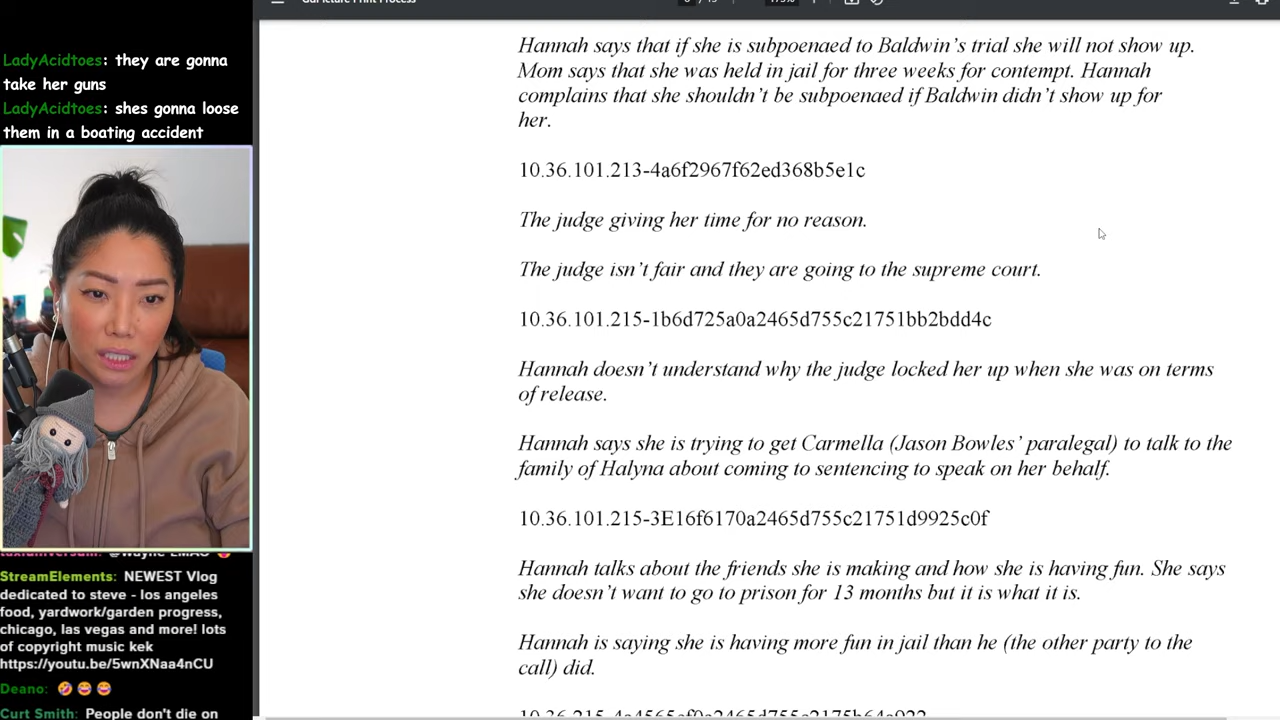 GdPicture Print Process
LadyAcidtoes: they are gonna
take her guns
LadyAcidtoes: shes gonna loose
them in a boating accident
StreamElements: NEWEST Vlog
dedicated to steve - los angeles
food, yardwork/garden progress,
chicago, las vegas and more! lots
of copyright music kek
https://youtu.be/5wnXNaa4nCU
Deano: 🤣 😂 😂
Curt Smith: People don't die on
Hannah says that if she is subpoenaed to Baldwin's trial she will not show up.
Mom says that she was held in jail for three weeks for contempt. Hannah
complains that she shouldn't be subpoenaed if Baldwin didn't show up for
her.
10.36.101.213-4a6f2967f62ed368b5e1c
The judge giving her time for no reason.
The judge isn't fair and they are going to the supreme court.
10.36.101.215-1b6d725a0a2465d755c21751bb2bdd4c
Hannah doesn't understand why the judge locked her up when she was on terms
of release.
Hannah says she is trying to get Carmella (Jason Bowles' paralegal) to talk to the
family of Halyna about coming to sentencing to speak on her behalf.
10.36.101.215-3E16f6170a2465d755c21751d9925c0f
Hannah talks about the friends she is making and how she is having fun. She says
she doesn't want to go to prison for 13 months but it is what it is.
Hannah is saying she is having more fun in jail than he (the other party to the
call) did.